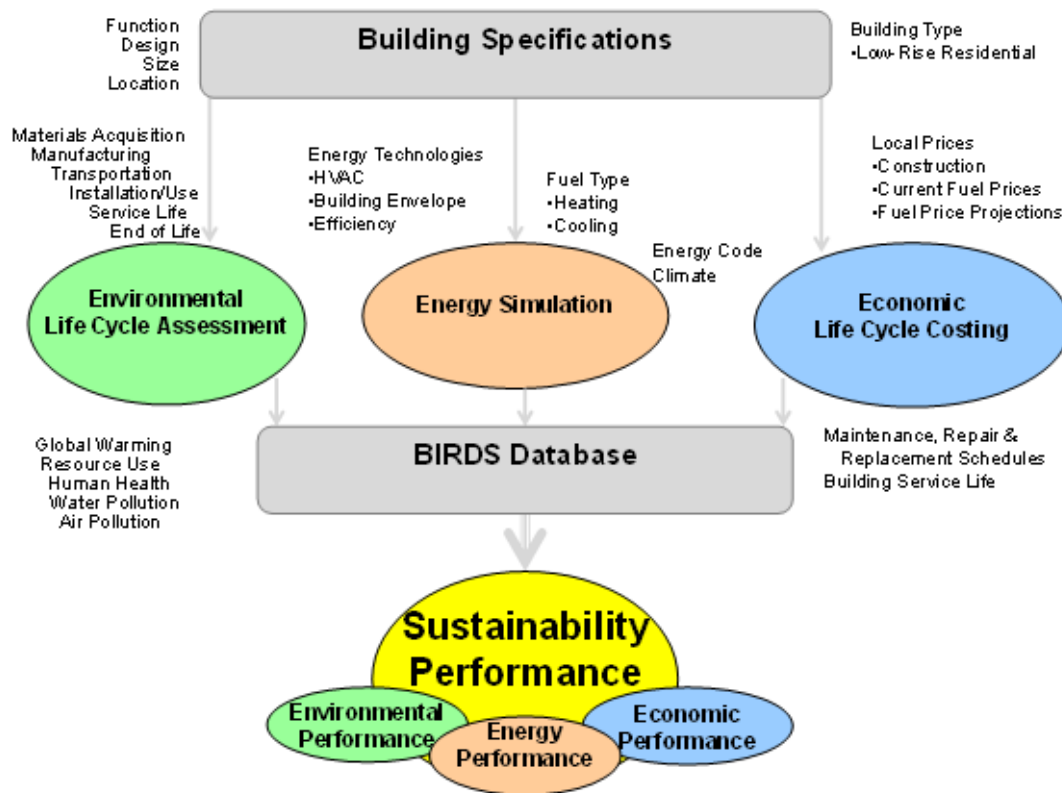 Function
Design
Size
Location
Building Specifications
Building Type
•Low-Rise Residential
Materials Acquisition
Manufacturing
Transportation
Installation/Use
Service Life
End of Life
Energy Technologies
•HVAC
•Building Envelope
•Efficiency
Fuel Type
•Heating
•Cooling
Local Prices
•Construction
•Current Fuel Prices
•Fuel Price Projections
Energy Code
Climate
Environmental
Life Cycle Assessment
Energy Simulation
Economic
Life Cycle Costing
Global Warming
Resource Use
Human Health
Water Pollution
Air Pollution
BIRDS Database
Maintenance, Repair &
Replacement Schedules
Building Service Life
Sustainability
Performance
Environmental
Performance
Energy
Performance
Economic
Performance